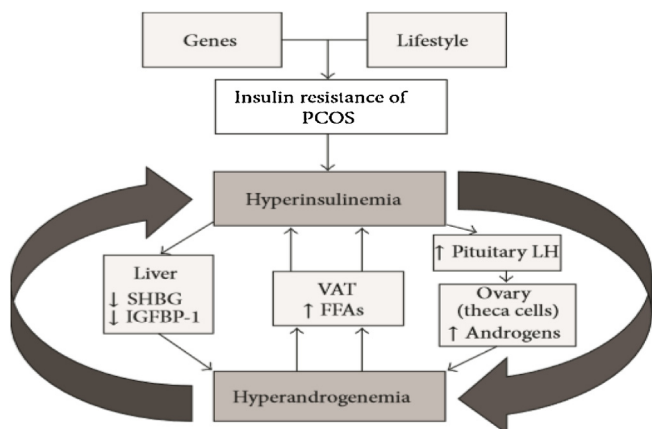 Genes
Lifestyle
Insulin resistance of
PCOS
Hyperinsulinemia
Liver
↓ SHBG
↓ IGFBP-1
VAT
↑ FFAs
↑ Pituitary LH
Ovary
(theca cells)
↑ Androgens
Hyperandrogenemia